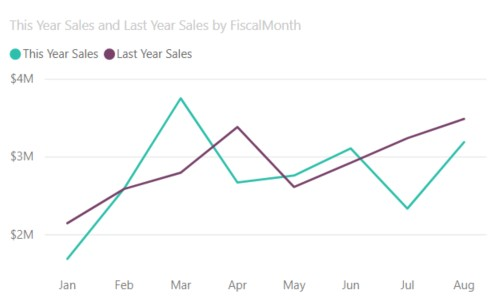 This Year Sales and Last Year Sales by FiscalMonth
This Year Sales Last Year Sales
$4M
$3M
$2M
Jan Feb Mar Apr May Jun Jul Aug